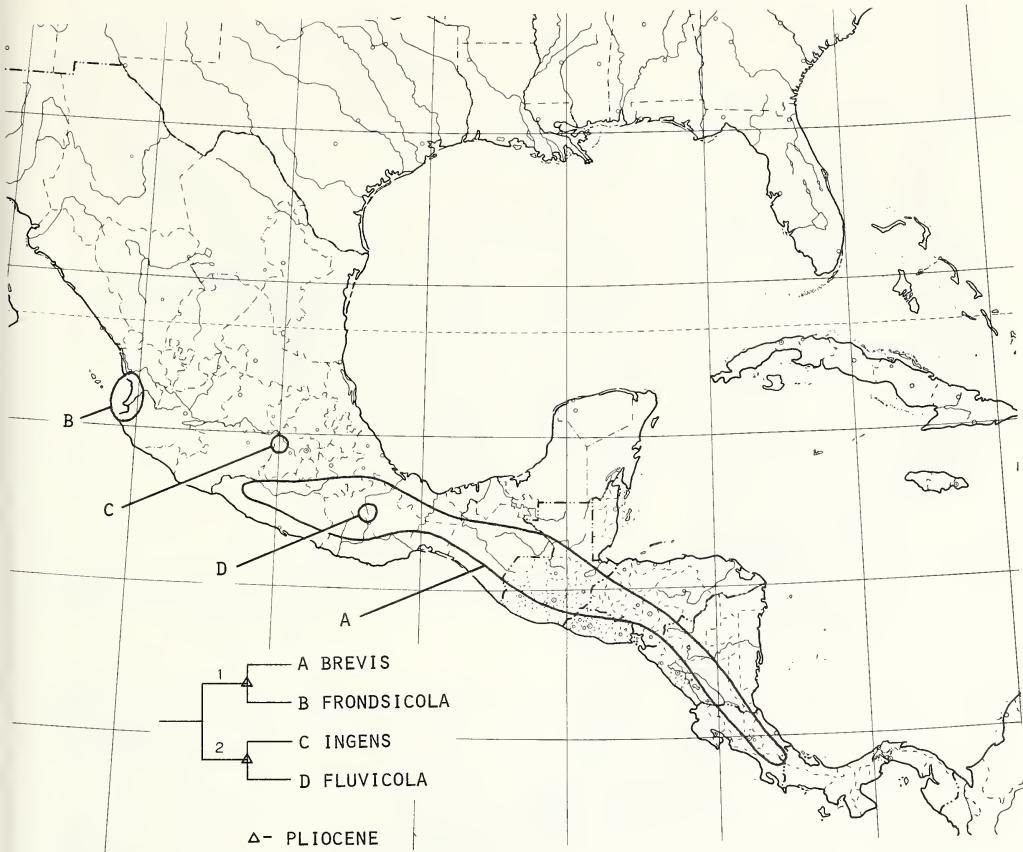 B
C
D
A
1
A BREVIS
B FRONDSICOLA
2
C INGENS
D FLUVICOLA
△- PLIOCENE